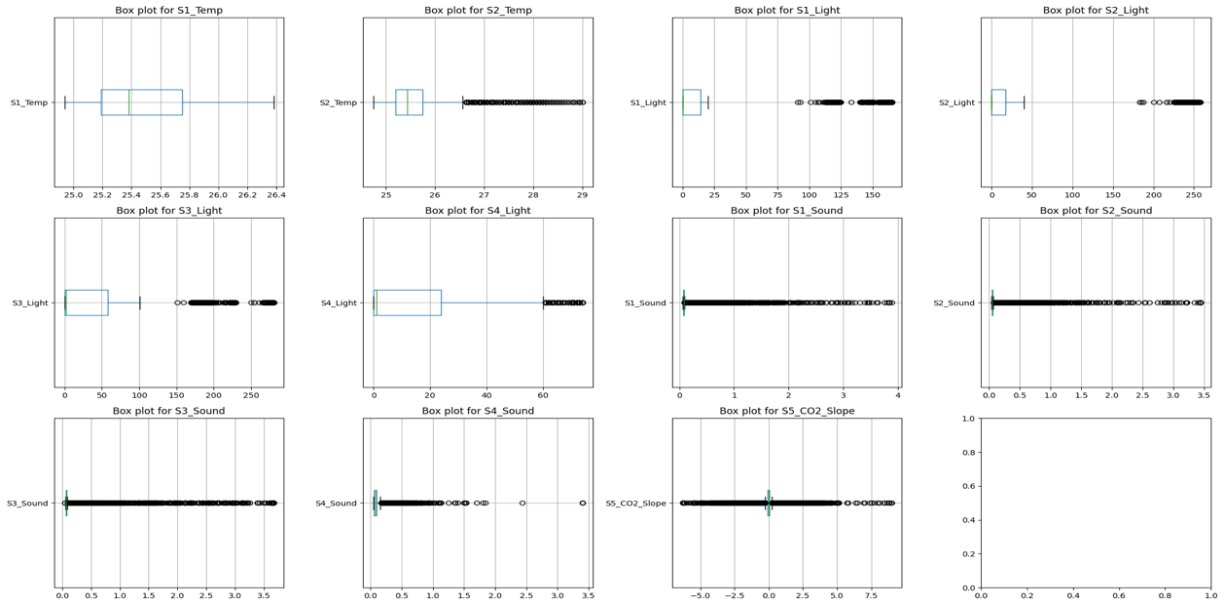 Box plot for S1_Temp
Box plot for S2_Temp
Box plot for S1_Light
Box plot for S2_Light
S1_Temp
S2_Temp
S1_Light
S2_Light
25.0 25.2 25.4 25.6 25.8 26.0 26.2 26.4
25 26 27 28 29
0 25 50 75 100 125 150
0 50 100 150 200 250
Box plot for S3_Light
Box plot for S4_Light
Box plot for S1_Sound
Box plot for S2_Sound
S3_Light
S4_Light
S1_Sound
S2_Sound
0 50 100 150 200 250
0 20 40 60
0 1 2 3 4
0.0 0.5 1.0 1.5 2.0 2.5 3.0 3.5
Box plot for S3_Sound
Box plot for S4_Sound
Box plot for S5_CO2_Slope
S3_Sound
S4_Sound
S5_CO2_Slope
1.0
0.8
0.6
0.4
0.2
0.0
0.0 0.5 1.0 1.5 2.0 2.5 3.0 3.5
0.0 0.5 1.0 1.5 2.0 2.5 3.0 3.5
−5.0 −2.5 0.0 2.5 5.0 7.5
0.0 0.2 0.4 0.6 0.8 1.0